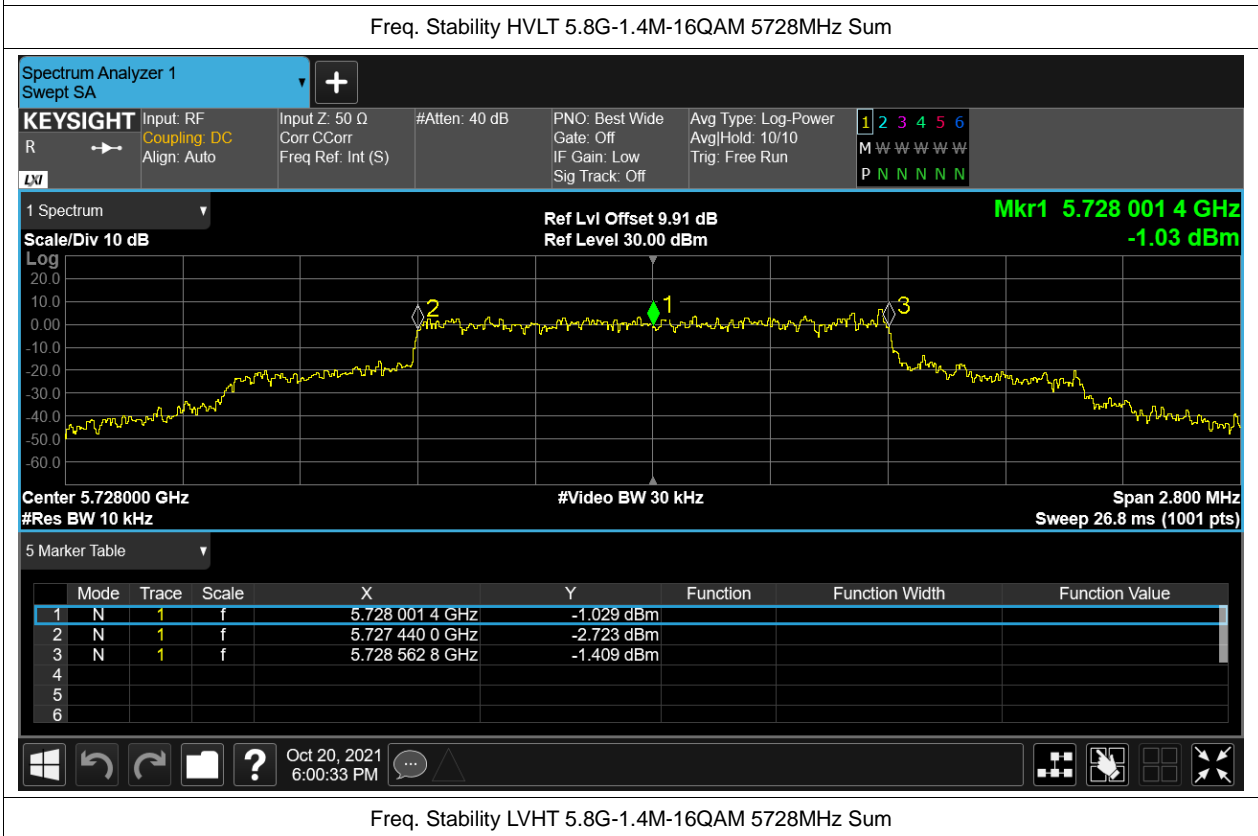 Freq. Stability HVLT 5.8G-1.4M-16QAM 5728MHz Sum
Spectrum Analyzer 1
Swept SA
+
KEYSIGHT
R
LXI
Input: RF
Coupling: DC
Align: Auto
Input Z: 50 Ω
Corr CCorr
Freq Ref: Int (S)
#Atten: 40 dB
PNO: Best Wide
Gate: Off
IF Gain: Low
Sig Track: Off
Avg Type: Log-Power
Avg|Hold: 10/10
Trig: Free Run
1 2 3 4 5 6
M W W W W W
P N N N N N
1 Spectrum
Scale/Div 10 dB
Ref Lvl Offset 9.91 dB
Ref Level 30.00 dBm
Mkr1 5.728 001 4 GHz
-1.03 dBm
Log
20.0
10.0
0.00
-10.0
-20.0
-30.0
-40.0
-50.0
-60.0
2
1
3
Center 5.728000 GHz
#Video BW 30 kHz
Span 2.800 MHz
#Res BW 10 kHz
Sweep 26.8 ms (1001 pts)
5 Marker Table
Mode Trace Scale X Y Function Function Width Function Value
1 N 1 f 5.728 001 4 GHz -1.029 dBm
2 N 1 f 5.727 440 0 GHz -2.723 dBm
3 N 1 f 5.728 562 8 GHz -1.409 dBm
4
5
6
?
Oct 20, 2021
6:00:33 PM
Freq. Stability LVHT 5.8G-1.4M-16QAM 5728MHz Sum